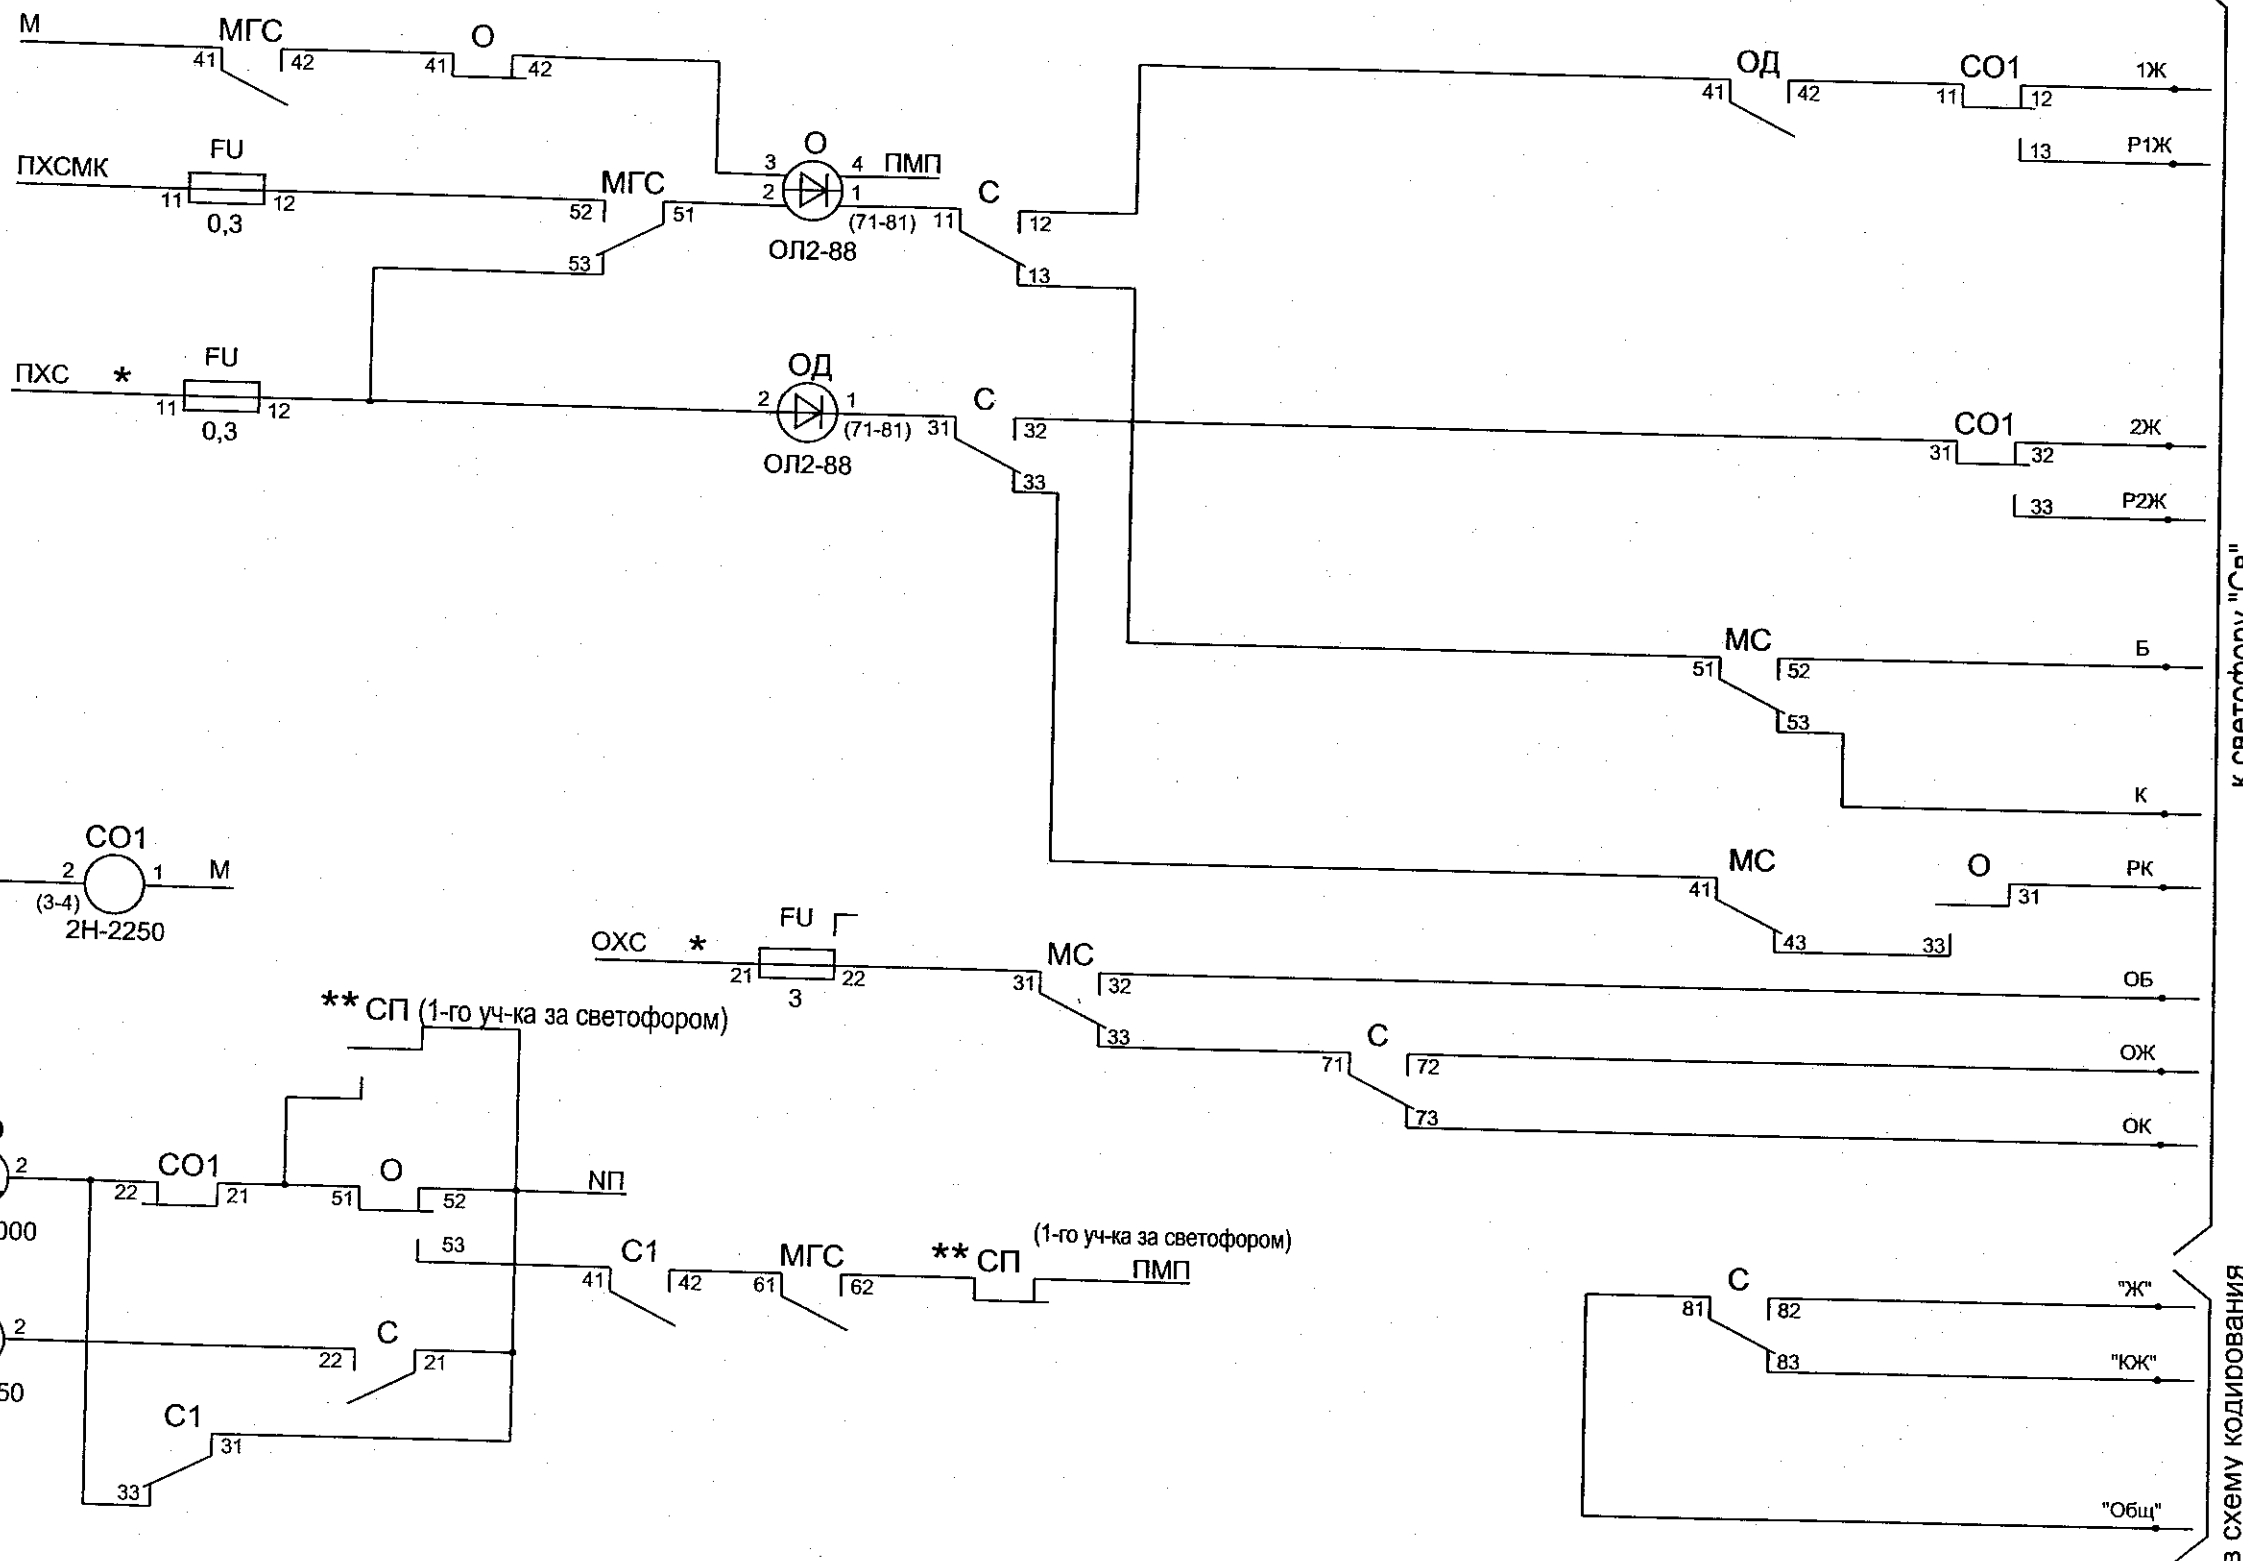 М
МГС
О
41
42
41
42
ОД
СО1
1Ж
41
42
11
12
13
Р1Ж
ПХСМК
FU
11
12
0,3
МГС
52
51
53
О
3
4
ПМП
2
1
(71-81)
ОЛ2-88
С
11
12
13
ПХС *
FU
11
12
0,3
ОД
2
1
(71-81)
ОЛ2-88
С
31
32
33
СО1
2Ж
31
32
33
Р2Ж
к светофору "Св"
МС
Б
51
52
53
К
СО1
2
1
М
(3-4)
2Н-2250
МС
О
РК
41
43
33
31
ОХС *
FU
21
22
3
МС
31
32
33
ОБ
С
ОЖ
71
72
73
ОК
** СП (1-го уч-ка за светофором)
2
СО1
22
21
О
51
52
NП
53
000
С1
41
42
МГС
61
62
** СП
(1-го уч-ка за светофором)
ПМП
2
С
22
21
50
С1
31
33
С
"Ж"
81
82
83
"КЖ"
"Общ"
в схему кодирования